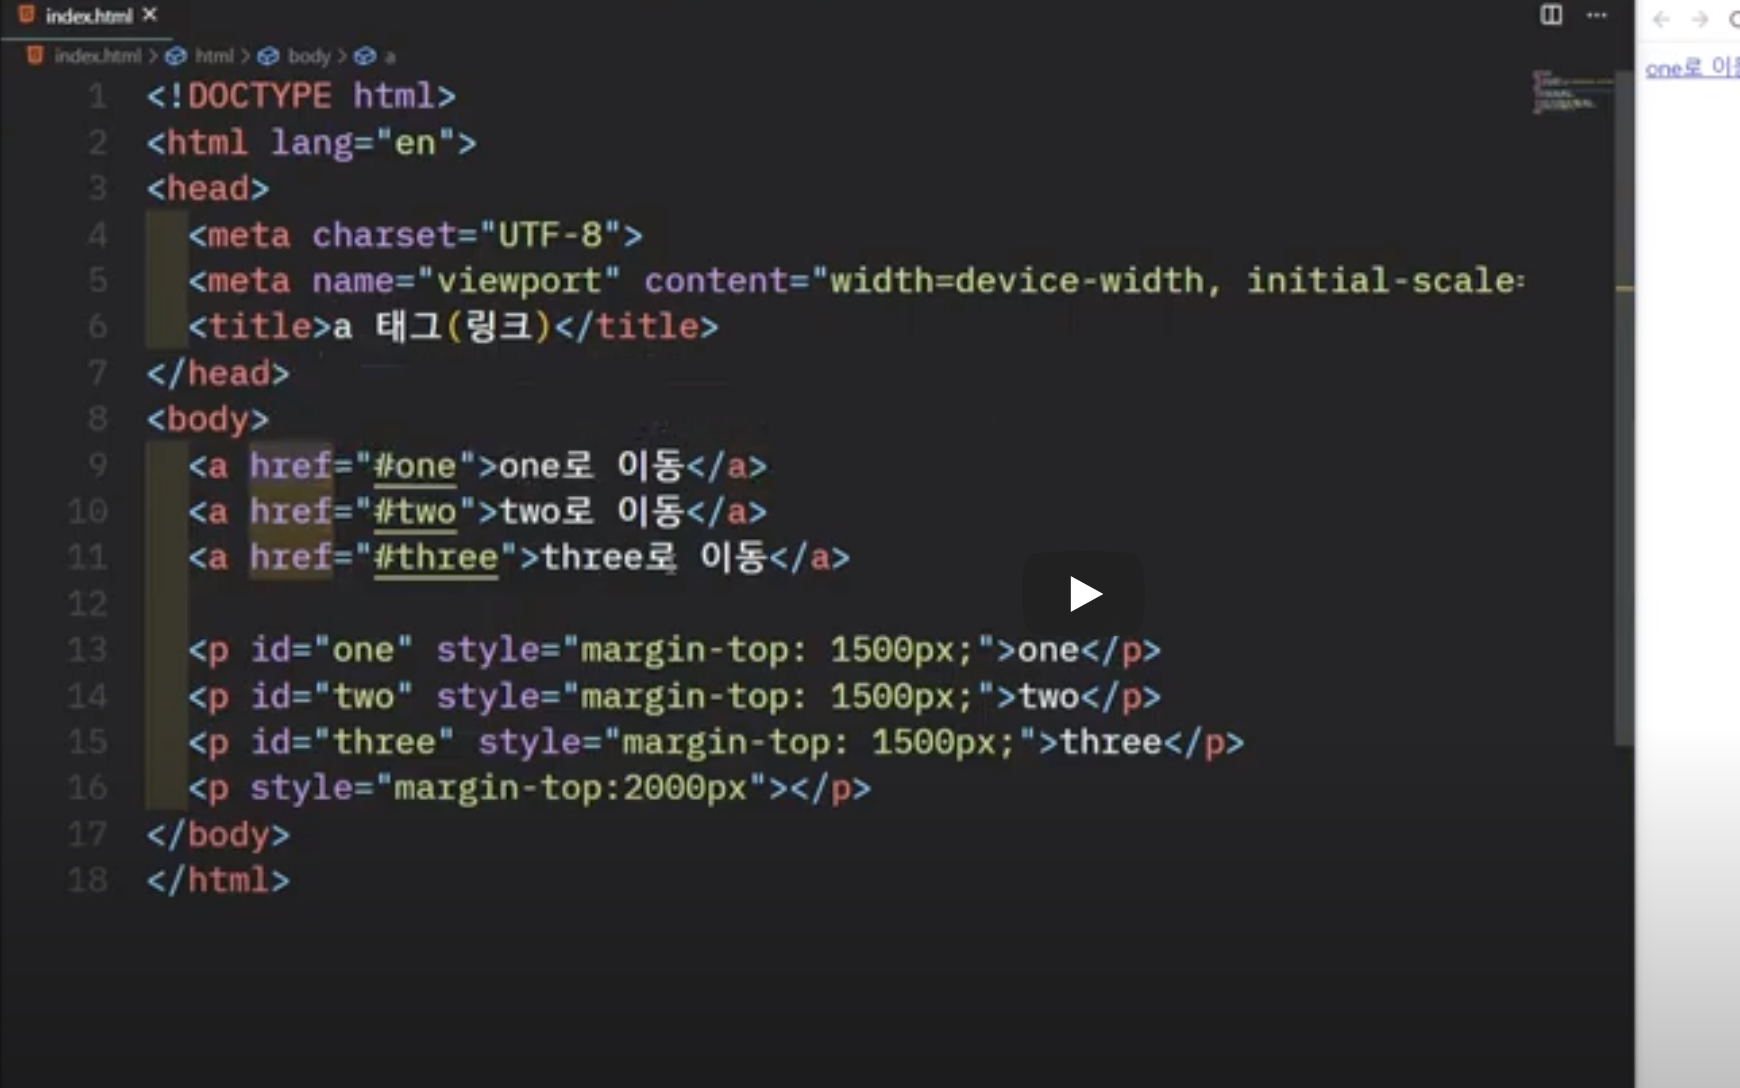 index.html
index.html > html > body > a
one로 이
1 <!DOCTYPE html>
2 <html lang="en">
3 <head>
4 <meta charset="UTF-8">
5 <meta name="viewport" content="width=device-width, initial-scale=
6 <title>a 태그(링크)</title>
7 </head>
8 <body>
9 <a href="#one">one로 이동</a>
10 <a href="#two">two로 이동</a>
11 <a href="#three">three로 이동</a>
12
13 <p id="one" style="margin-top: 1500px;">one</p>
14 <p id="two" style="margin-top: 1500px;">two</p>
15 <p id="three" style="margin-top: 1500px;">three</p>
16 <p style="margin-top:2000px"></p>
17 </body>
18 </html>